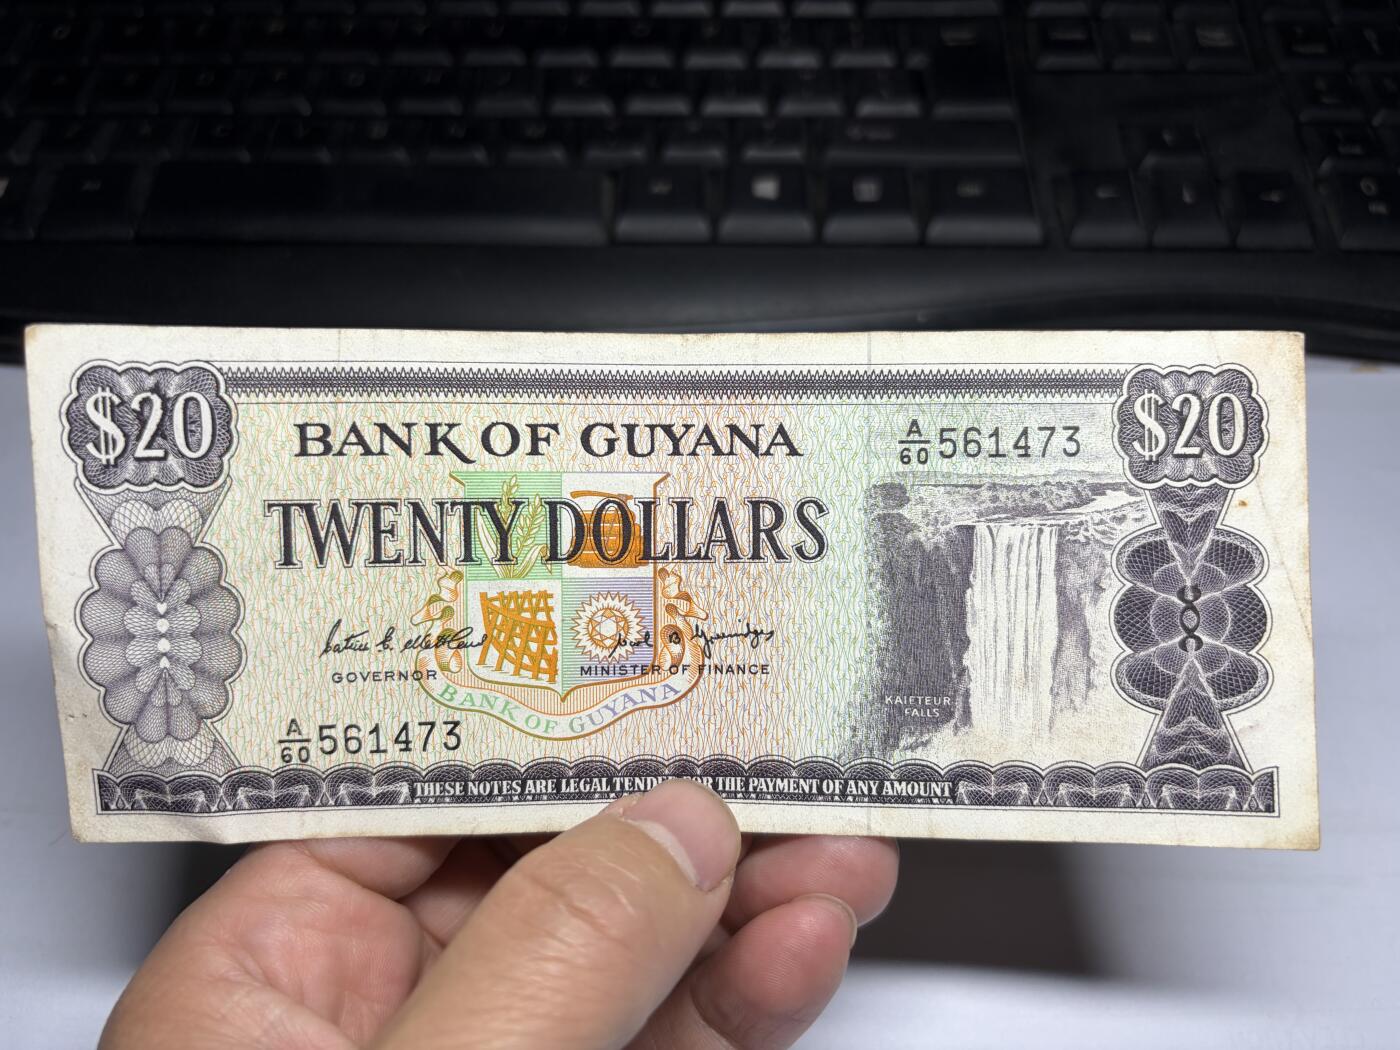 $20
$20
BANK OF GUYANA
A/60 561473
TWENTY DOLLARS
GOVERNOR
MINISTER OF FINANCE
BANK OF GUYANA
KAIETEUR
FALLS
A/60 561473
THESE NOTES ARE LEGAL TENDER FOR THE PAYMENT OF ANY AMOUNT